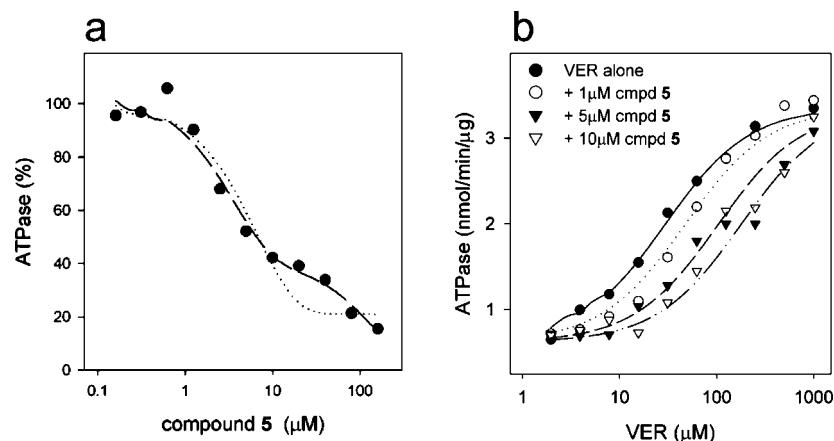 a
ATPase (%)
100
80
60
40
20
0
0.1
1
10
100
compound 5 (μM)
b
VER alone
+ 1μM cmpd 5
+ 5μM cmpd 5
+ 10μM cmpd 5
ATPase (nmol/min/μg)
3
2
1
1
10
100
1000
VER (μM)